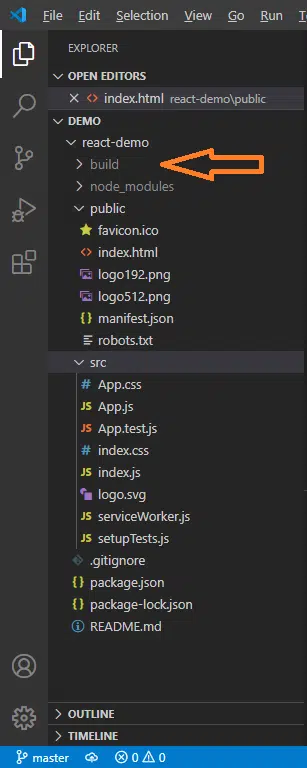 File Edit Selection View
EXPLORER
OPEN EDITORS
index.html react-demo\public
DEMO
react-demo
build
node_modules
public
favicon.ico
index.html
logo192.png
logo512.png
manifest.json
robots.txt
src
App.css
App.js
App.test.js
index.css
index.js
logo.svg
serviceWorker.js
setupTests.js
.gitignore
package.json
package-lock.json
README.md
OUTLINE
TIMELINE
master 0 0